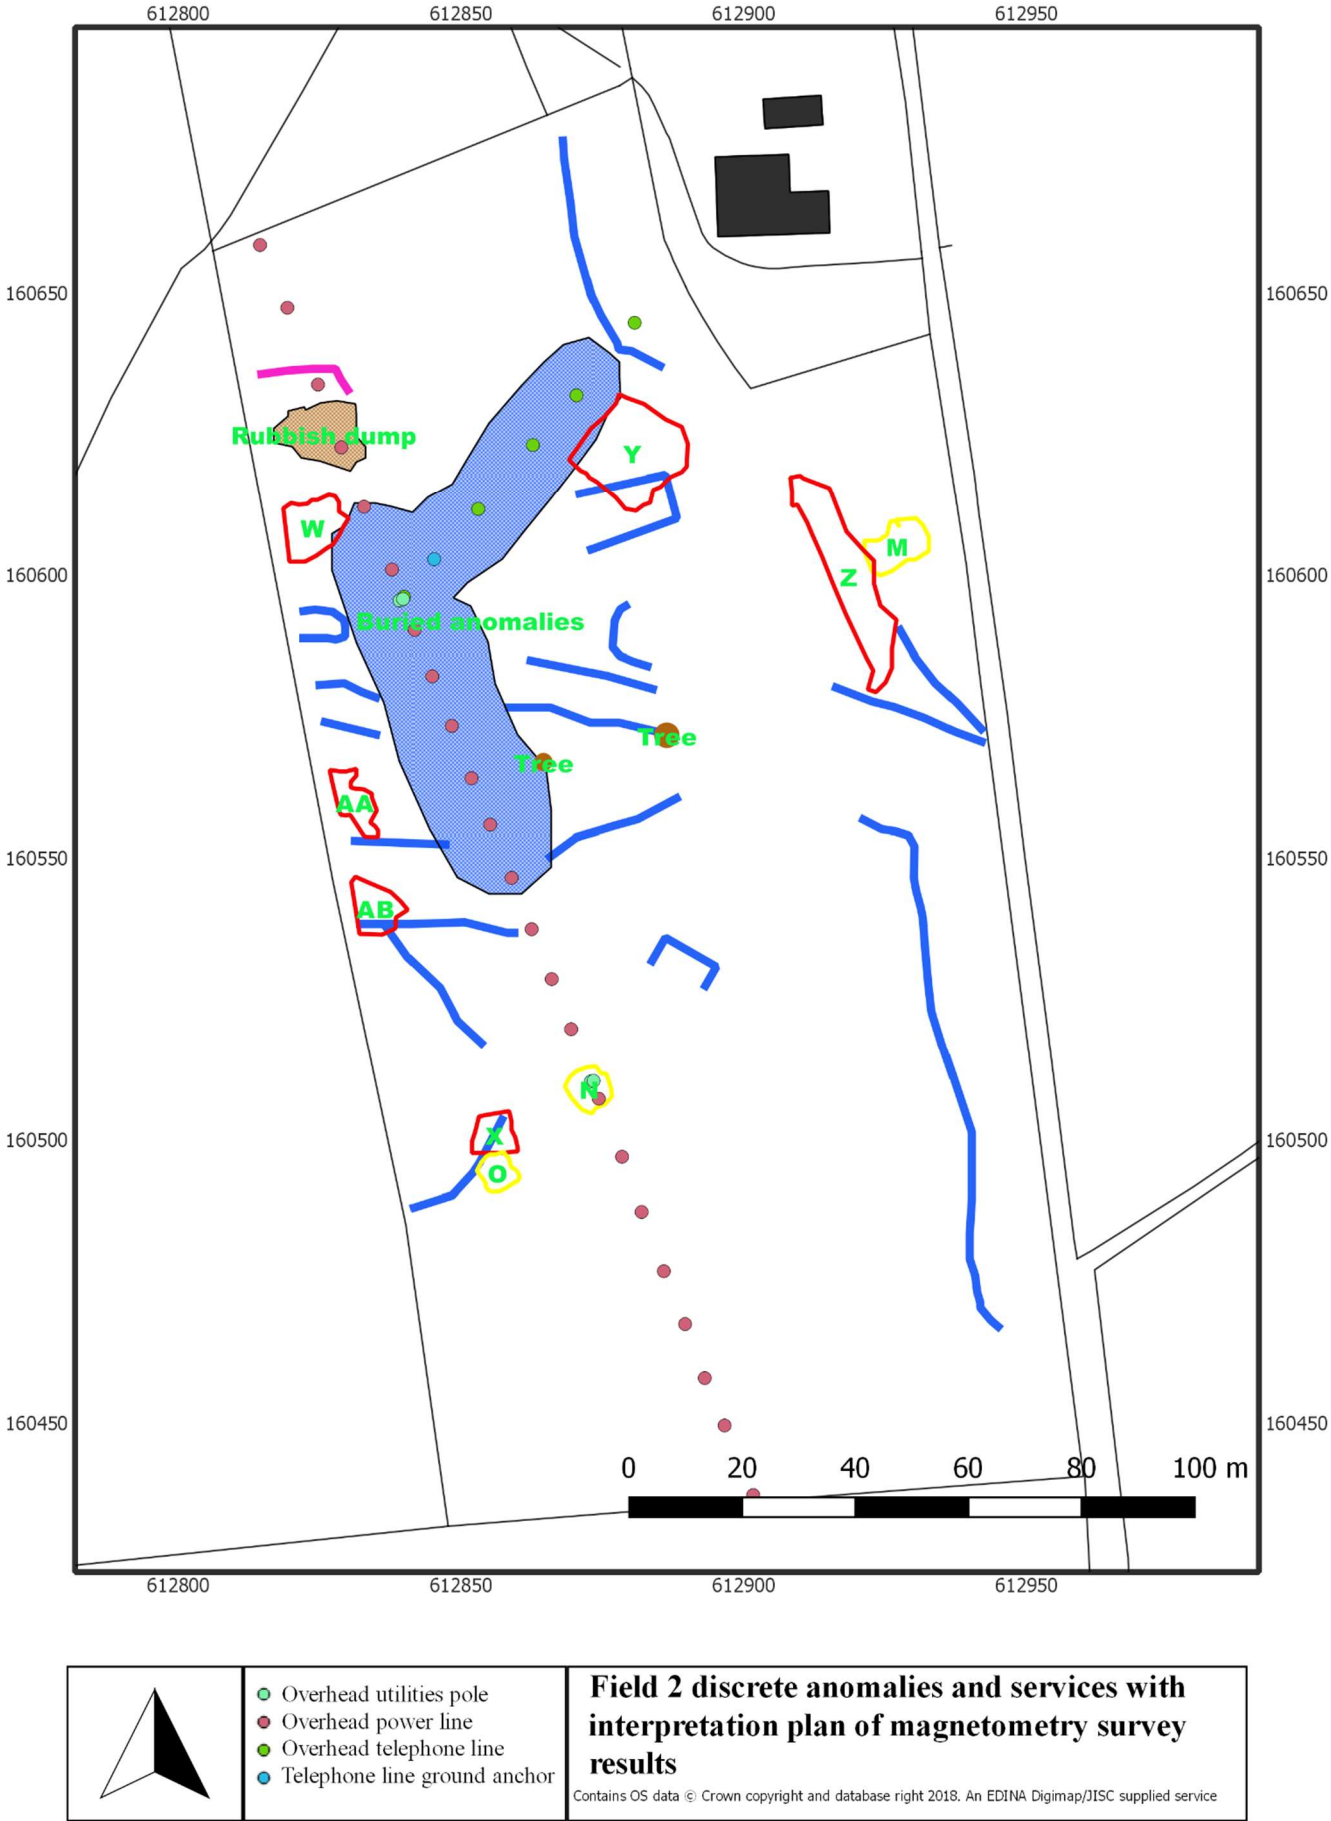 612800 612850 612900 612950
160650 160650
Rubbish dump
Y
W
M
160600 Z 160600
Buried anomalies
Tree
Tree
AA
160550 160550
AB
N
X
160500 160500
O
160450 160450
0 20 40 60 80 100 m
612800 612850 612900 612950
Overhead utilities pole
Overhead power line
Overhead telephone line
Telephone line ground anchor
Field 2 discrete anomalies and services with
interpretation plan of magnetometry survey
results
Contains OS data © Crown copyright and database right 2018. An EDINA Digimap/JISC supplied service